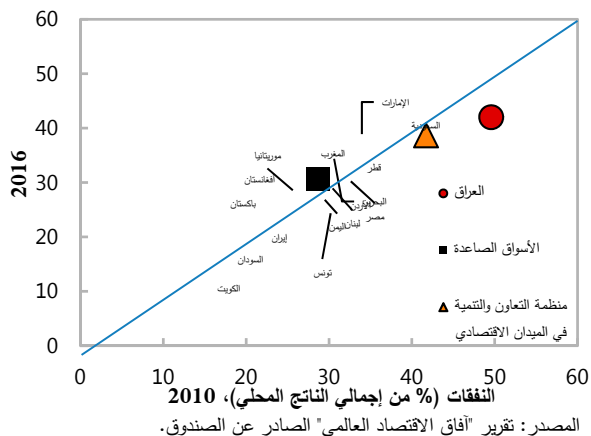 60
50
40
30
20
10
0
2016
الإمارات
السعودية
المغرب
موريتانيا
قطر
أفغانستان
البحرين
الأردن
باكستان
مصر
لبنان
اليمن
إيران
تونس
السودان
الكويت
العراق
الأسواق الصاعدة
منظمة التعاون والتنمية
في الميدان الاقتصادي
0 10 20 30 40 50 60
النفقات (% من إجمالي الناتج المحلي)، 2010
المصدر: تقرير "آفاق الاقتصاد العالمي" الصادر عن الصندوق.